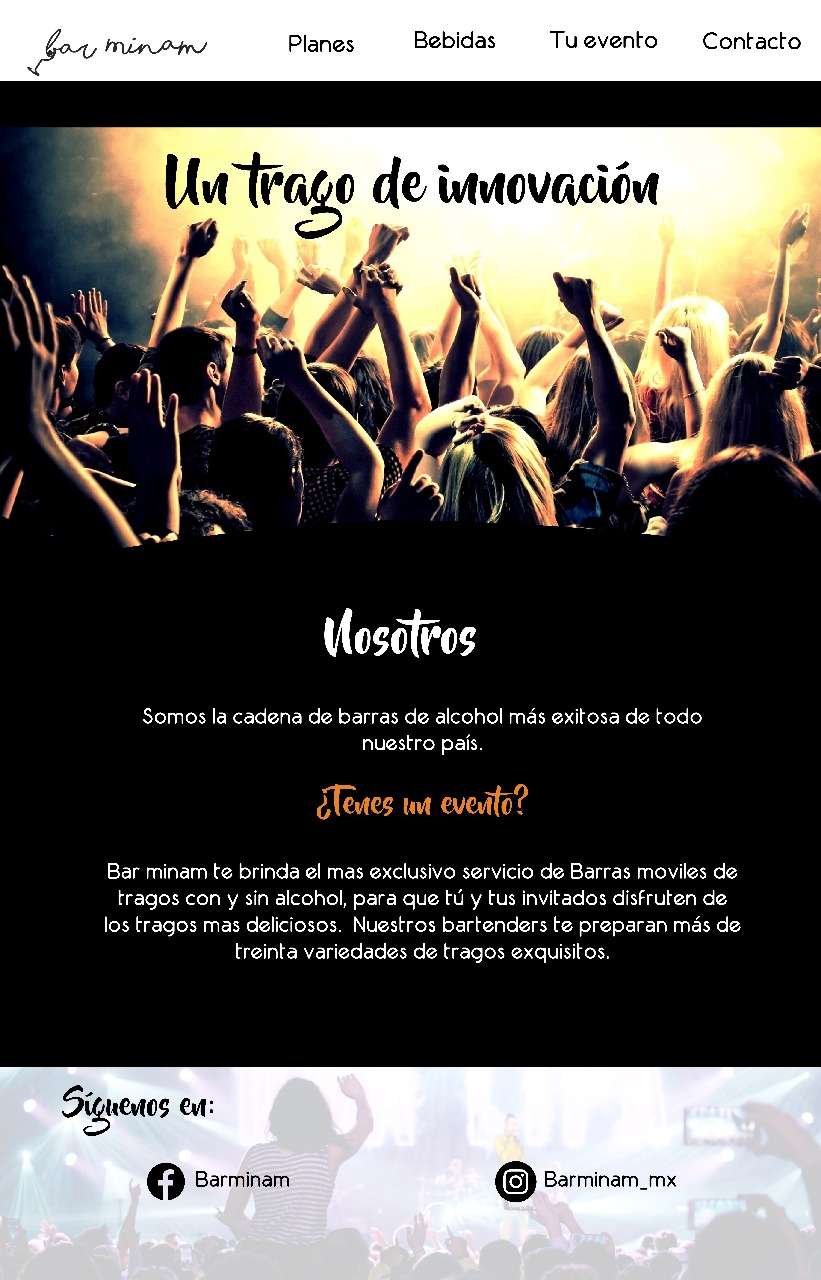 bar minam
Planes
Bebidas
Tu evento
Contacto
Un trago de innovación
Nosotros
Somos la cadena de barras de alcohol más exitosa de todo
nuestro país.
¿Tenes un evento?
Bar minam te brinda el mas exclusivo servicio de Barras moviles de
tragos con y sin alcohol, para que tú y tus invitados disfruten de
los tragos mas deliciosos. Nuestros bartenders te preparan más de
treinta variedades de tragos exquisitos.
Síguenos en:
Barminam
Barminam_mx